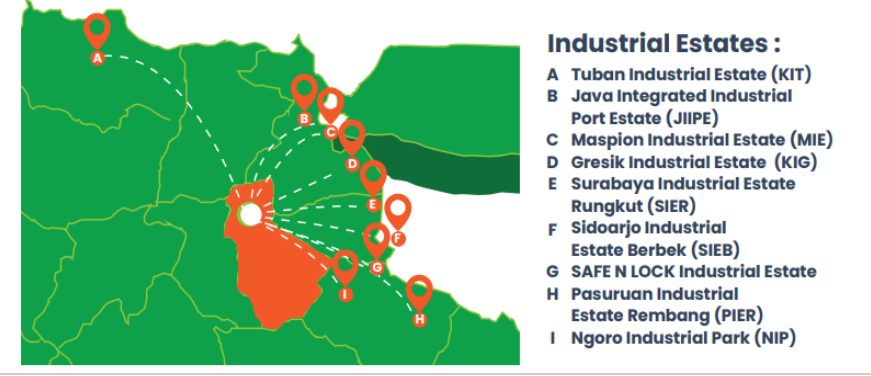 A
B
C
D
E
F
G
I
H
Industrial Estates :
A Tuban Industrial Estate (KIT)
B Java Integrated Industrial
Port Estate (JIIPE)
C Maspion Industrial Estate (MIE)
D Gresik Industrial Estate (KIG)
E Surabaya Industrial Estate
Rungkut (SIER)
F Sidoarjo Industrial
Estate Berbek (SIEB)
G SAFE N LOCK Industrial Estate
H Pasuruan Industrial
Estate Rembang (PIER)
I Ngoro Industrial Park (NIP)